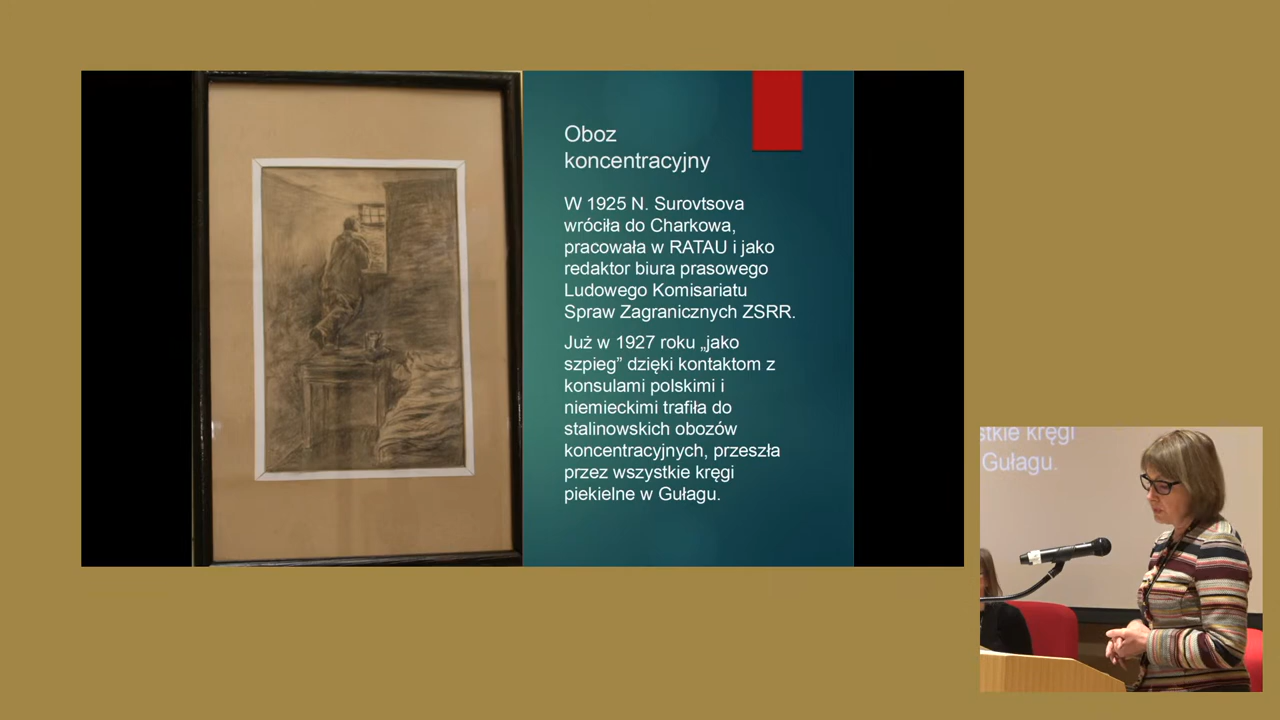 Oboz
koncentracyjny
W 1925 N. Surovtsova
wróciła do Charkowa,
pracowała w RATAU i jako
redaktor biura prasowego
Ludowego Komisariatu
Spraw Zagranicznych ZSRR.
Już w 1927 roku „jako
szpieg” dzięki kontaktom z
konsulami polskimi i
niemieckimi trafiła do
stalinowskich obozów
koncentracyjnych, przeszła
przez wszystkie kręgi
piekielne w Gułagu.
stkie kręgi
Gułagu.